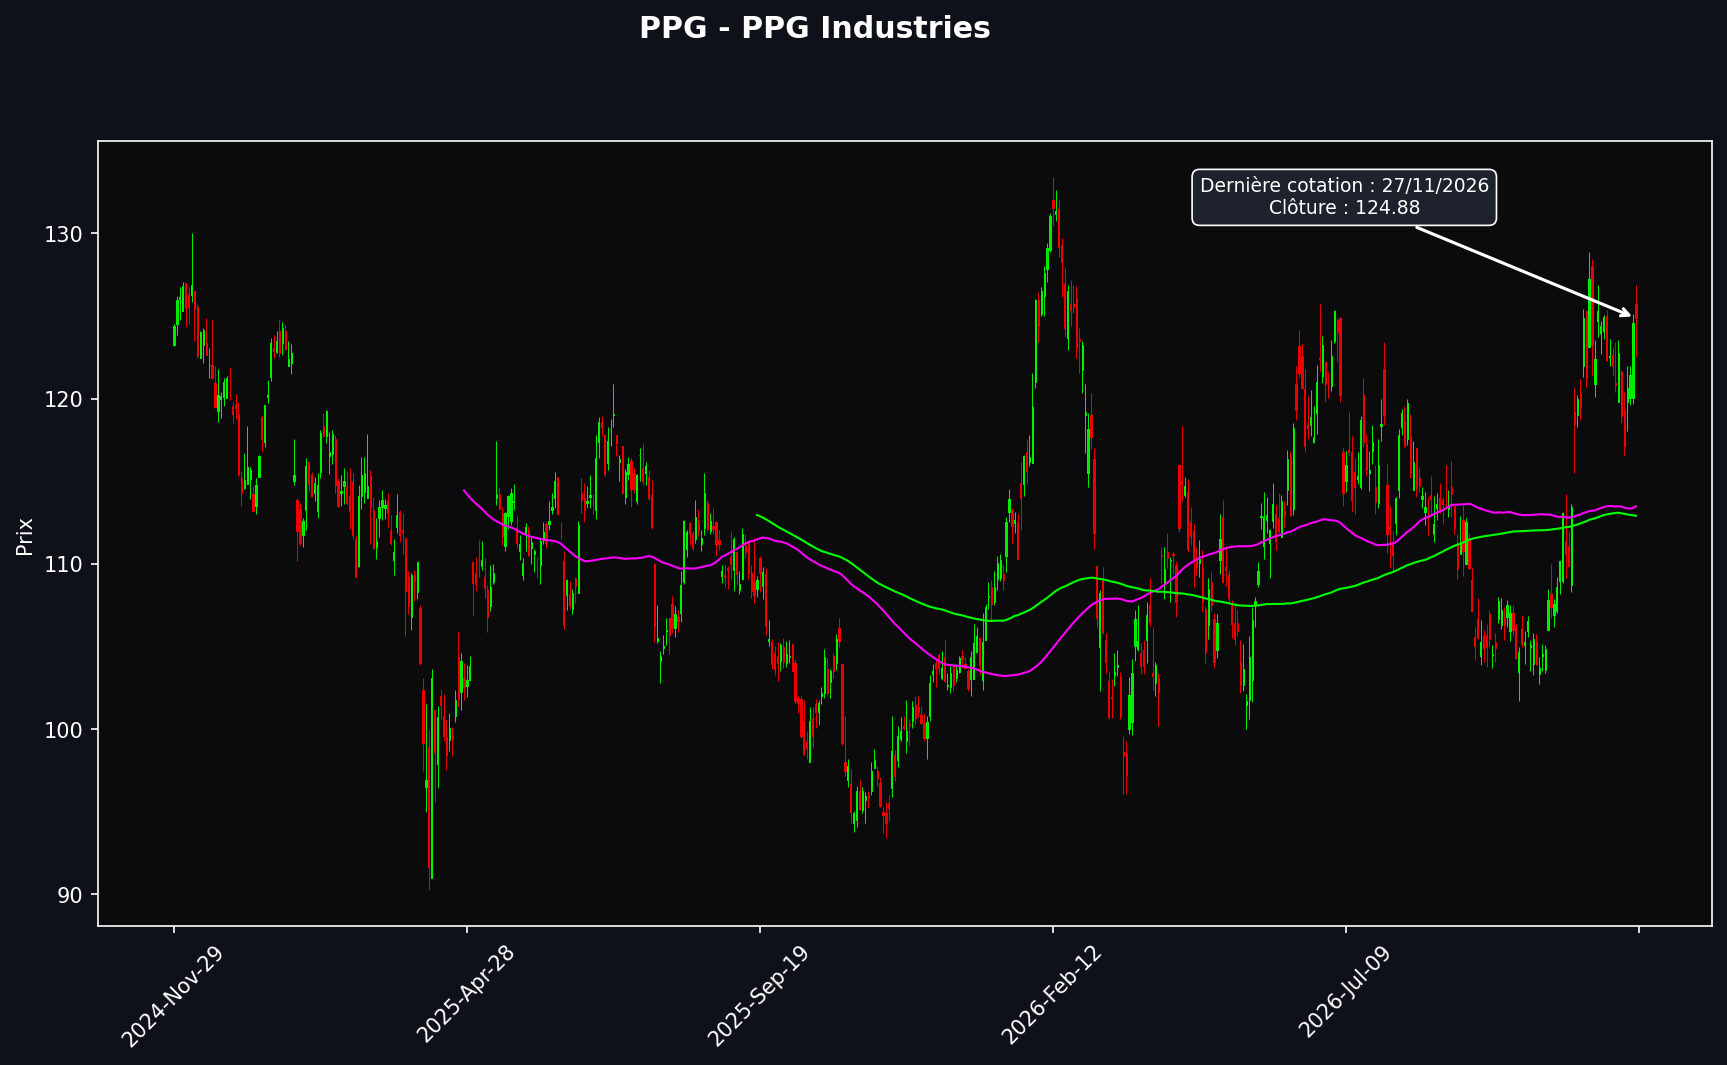 PPG - PPG Industries
Dernière cotation : 27/11/2026
Clôture : 124.88
Prix
130
120
110
100
90
2024-Nov-29
2025-Apr-28
2025-Sep-19
2026-Feb-12
2026-Jul-09